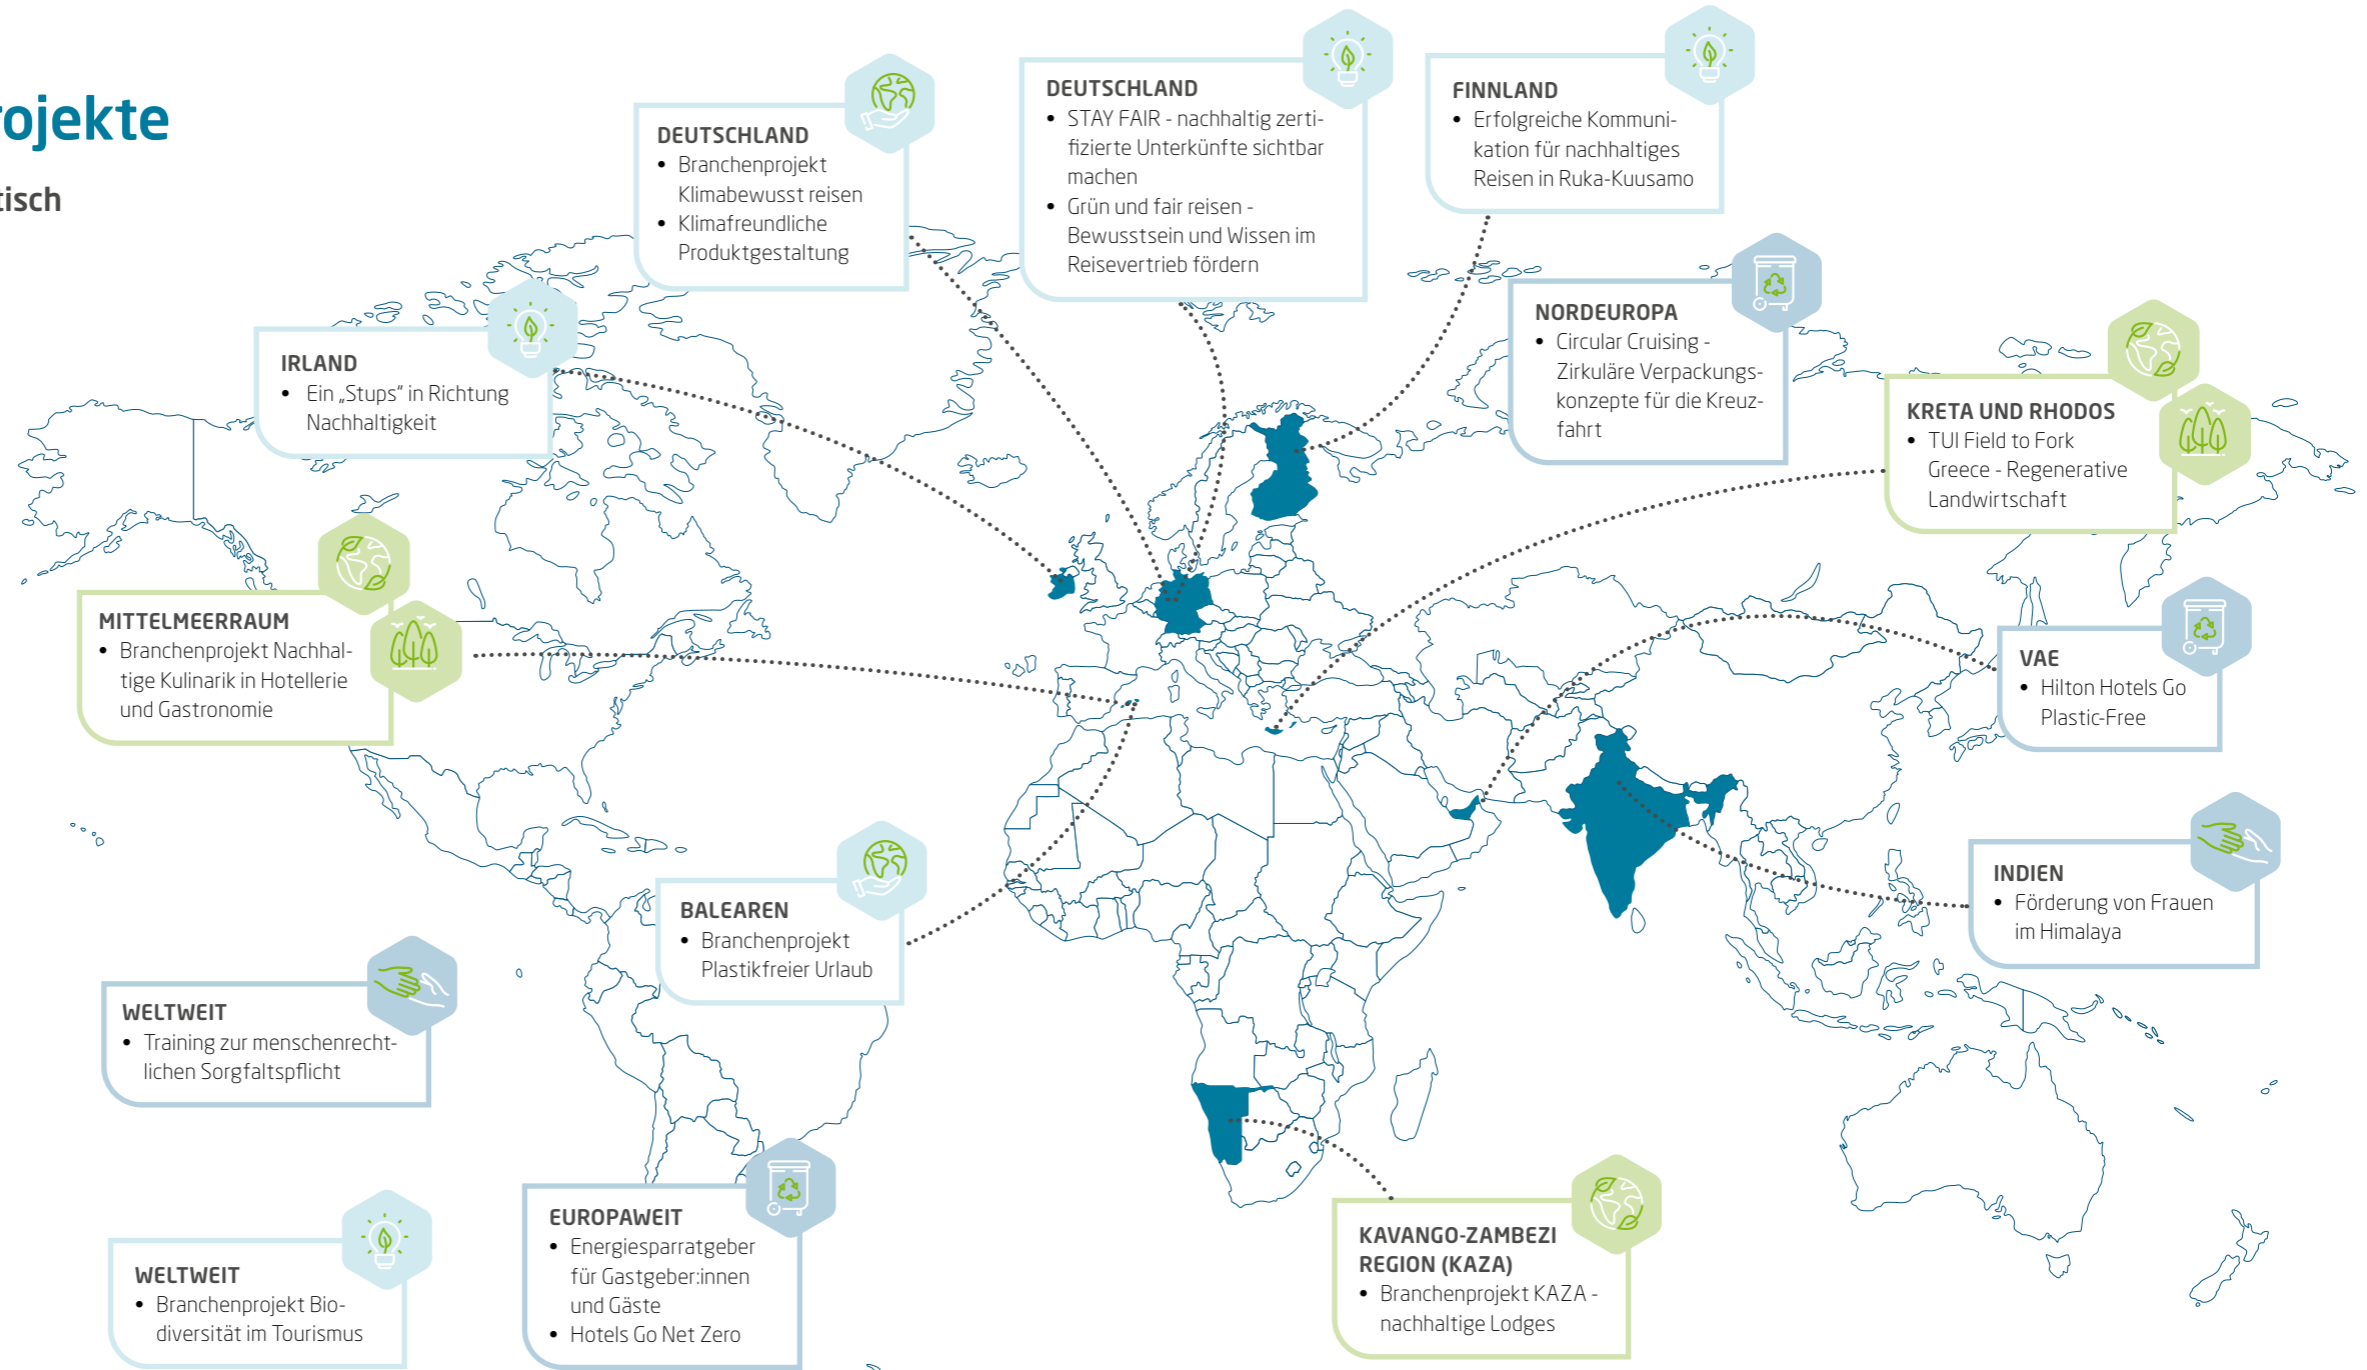 rojekte
tisch
DEUTSCHLAND
• Branchenprojekt
Klimabewusst reisen
• Klimafreundliche
Produktgestaltung
DEUTSCHLAND
• STAY FAIR - nachhaltig zerti-
fizierte Unterkünfte sichtbar
machen
• Grün und fair reisen -
Bewusstsein und Wissen im
Reisevertrieb fördern
FINNLAND
• Erfolgreiche Kommuni-
kation für nachhaltiges
Reisen in Ruka-Kuusamo
NORDEUROPA
• Circular Cruising -
Zirkuläre Verpackungs-
konzepte für die Kreuz-
fahrt
IRLAND
• Ein „Stups“ in Richtung
Nachhaltigkeit
KRETA UND RHODOS
• TUI Field to Fork
Greece - Regenerative
Landwirtschaft
MITTELMEERRAUM
• Branchenprojekt Nachhal-
tige Kulinarik in Hotellerie
und Gastronomie
VAE
• Hilton Hotels Go
Plastic-Free
BALEAREN
• Branchenprojekt
Plastikfreier Urlaub
INDIEN
• Förderung von Frauen
im Himalaya
WELTWEIT
• Training zur menschenrecht-
lichen Sorgfaltspflicht
EUROPAWEIT
• Energiesparratgeber
für Gastgeber:innen
und Gäste
• Hotels Go Net Zero
KAVANGO-ZAMBEZI
REGION (KAZA)
• Branchenprojekt KAZA -
nachhaltige Lodges
WELTWEIT
• Branchenprojekt Bio-
diversität im Tourismus